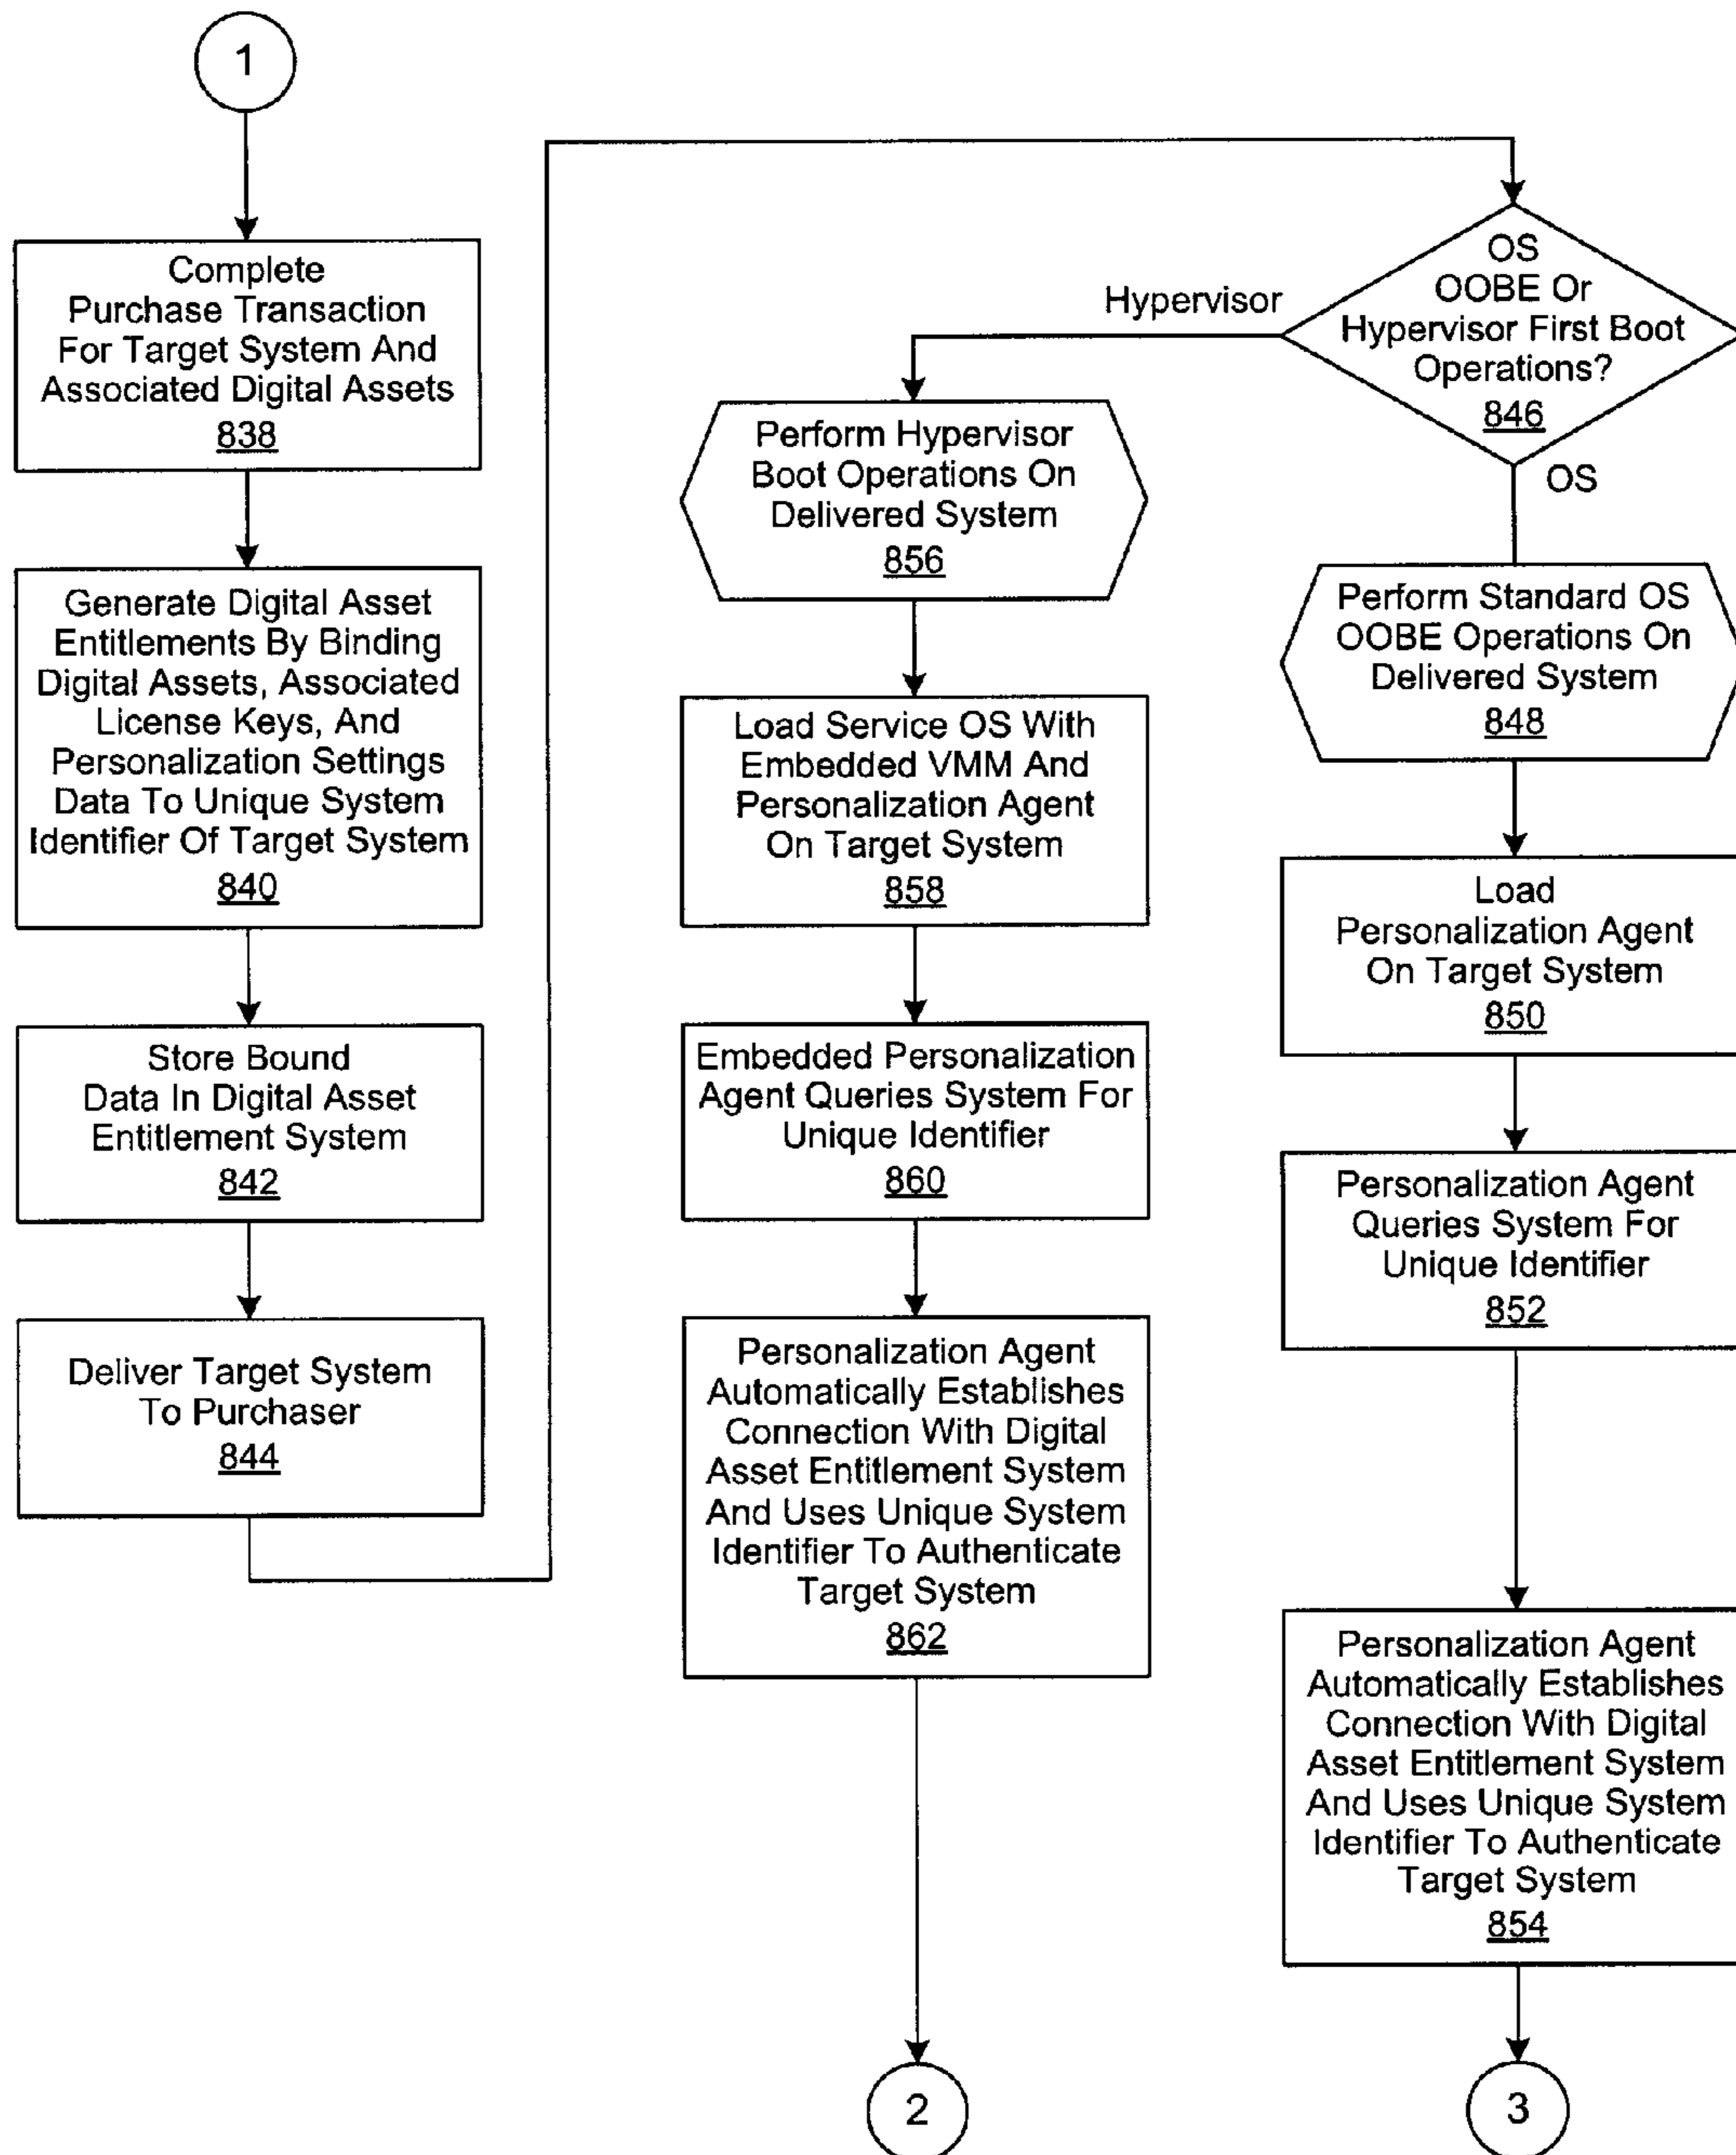 1
Complete
Purchase Transaction
For Target System And
Associated Digital Assets
838
Generate Digital Asset
Entitlements By Binding
Digital Assets, Associated
License Keys, And
Personalization Settings
Data To Unique System
Identifier Of Target System
840
Store Bound
Data In Digital Asset
Entitlement System
842
Deliver Target System
To Purchaser
844
OS
OOBE Or
Hypervisor First Boot
Operations?
846
Hypervisor
OS
Perform Hypervisor
Boot Operations On
Delivered System
856
Load Service OS With
Embedded VMM And
Personalization Agent
On Target System
858
Embedded Personalization
Agent Queries System For
Unique Identifier
860
Personalization Agent
Automatically Establishes
Connection With Digital
Asset Entitlement System
And Uses Unique System
Identifier To Authenticate
Target System
862
2
Perform Standard OS
OOBE Operations On
Delivered System
848
Load
Personalization Agent
On Target System
850
Personalization Agent
Queries System For
Unique Identifier
852
Personalization Agent
Automatically Establishes
Connection With Digital
Asset Entitlement System
And Uses Unique System
Identifier To Authenticate
Target System
854
3